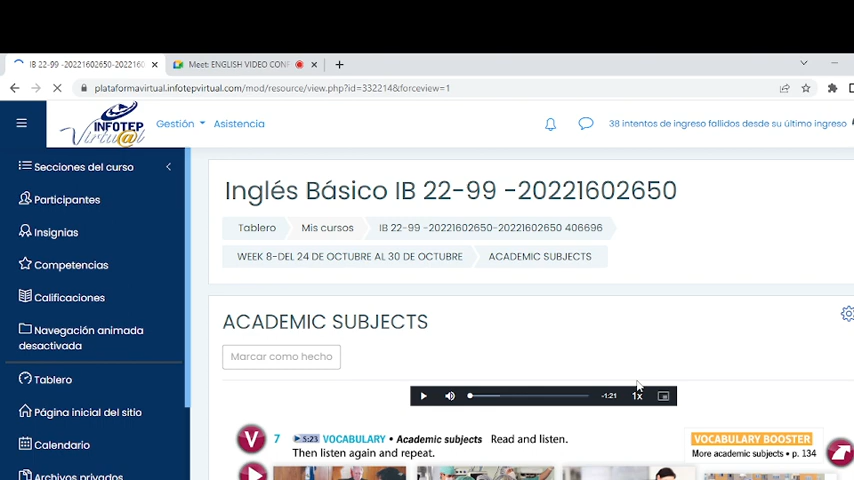 IB 22-99 -20221602650-202216
Meet: ENGLISH VIDEO CONF
plataformavirtual.infotepvirtual.com/mod/resource/view.php?id=332214&forceview=1
INFOTEP
Virtu@l
Gestión
Asistencia
38 intentos de ingreso fallidos desde su último ingreso
Secciones del curso
Participantes
Insignias
Competencias
Calificaciones
Navegación animada
desactivada
Tablero
Página inicial del sitio
Calendario
Archivos privados
Inglés Básico IB 22-99 -20221602650
Tablero
Mis cursos
IB 22-99 -20221602650-20221602650 406696
WEEK 8-DEL 24 DE OCTUBRE AL 30 DE OCTUBRE
ACADEMIC SUBJECTS
ACADEMIC SUBJECTS
Marcar como hecho
-1:21
1x
V
7 5:23 VOCABULARY • Academic subjects Read and listen.
Then listen again and repeat.
VOCABULARY BOOSTER
More academic subjects • p. 134